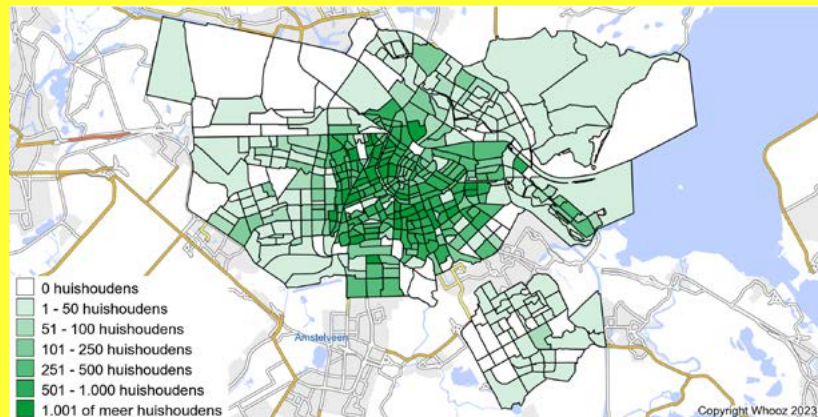 0 huishoudens
1 - 50 huishoudens
51 - 100 huishoudens
101 - 250 huishoudens
251 - 500 huishoudens
501 - 1.000 huishoudens
1.001 of meer huishoudens
Amstelveen
Copyright Whooz 2023